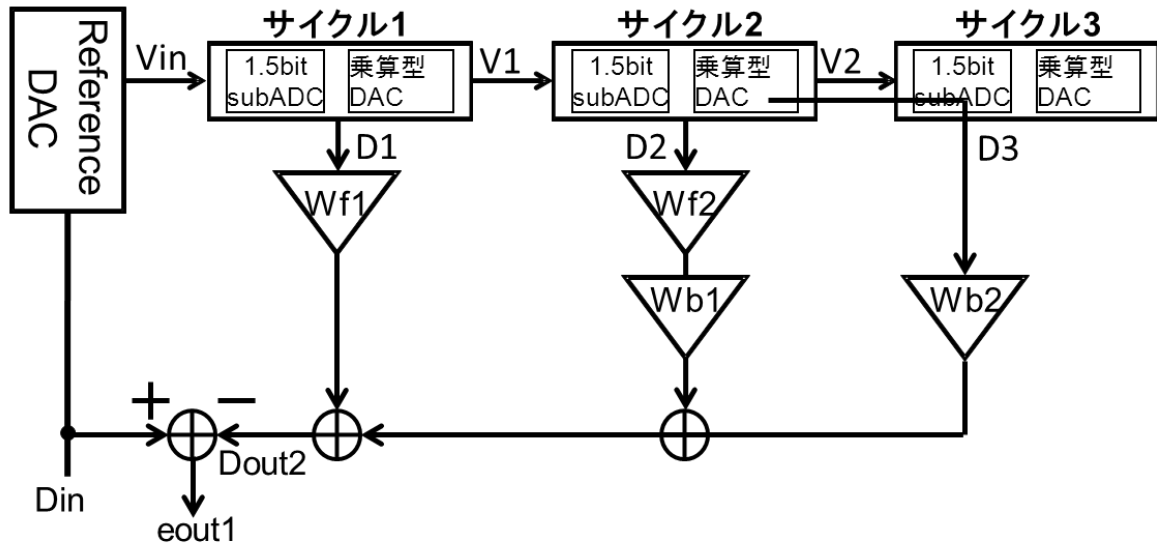 Reference
DAC
Vin
サイクル1
1.5bit
subADC
乗算型
DAC
V1
サイクル2
1.5bit
subADC
乗算型
DAC
V2
サイクル3
1.5bit
subADC
乗算型
DAC
D1
D2
D3
Wf1
Wf2
Wb1
Wb2
+
−
Dout2
Din
eout1